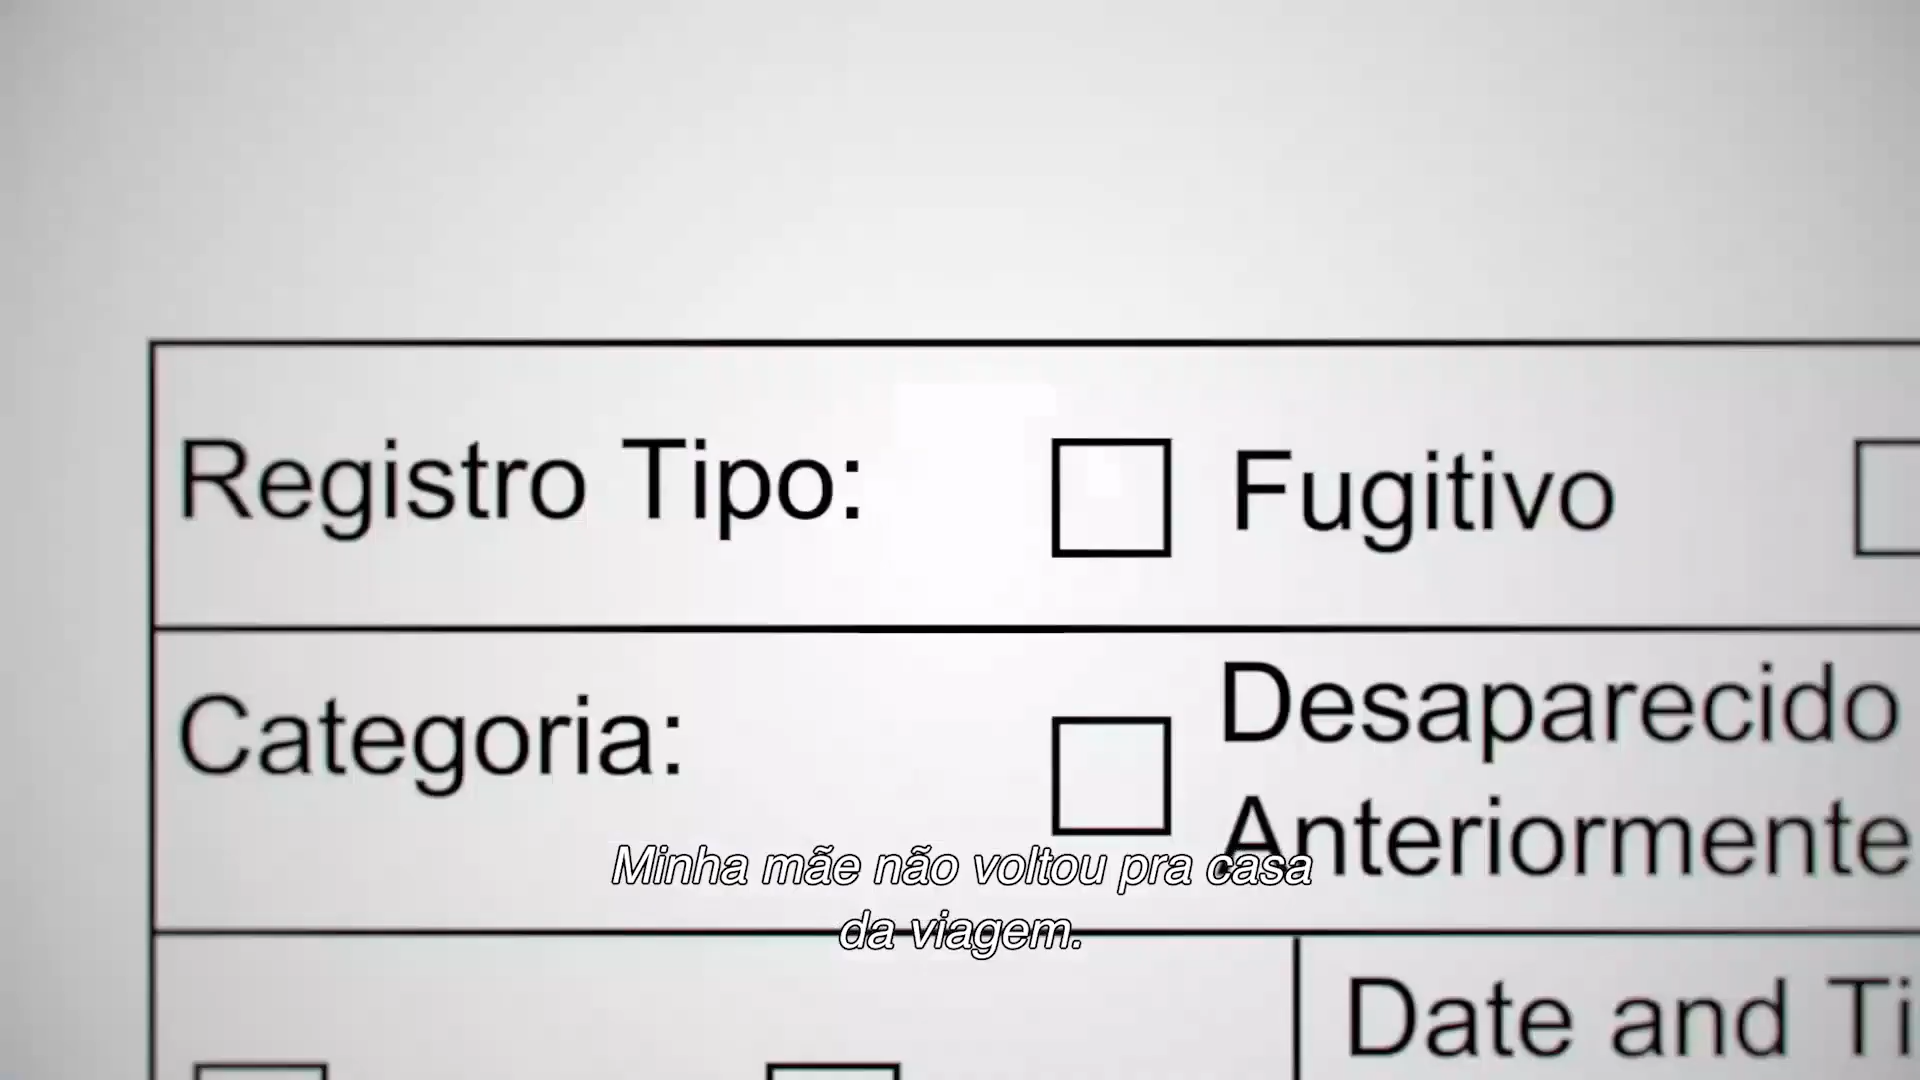 Registro Tipo:
Fugitivo
Categoria:
Desaparecido
Anteriormente
Minha mãe não voltou pra casa
da viagem.
Date and Ti